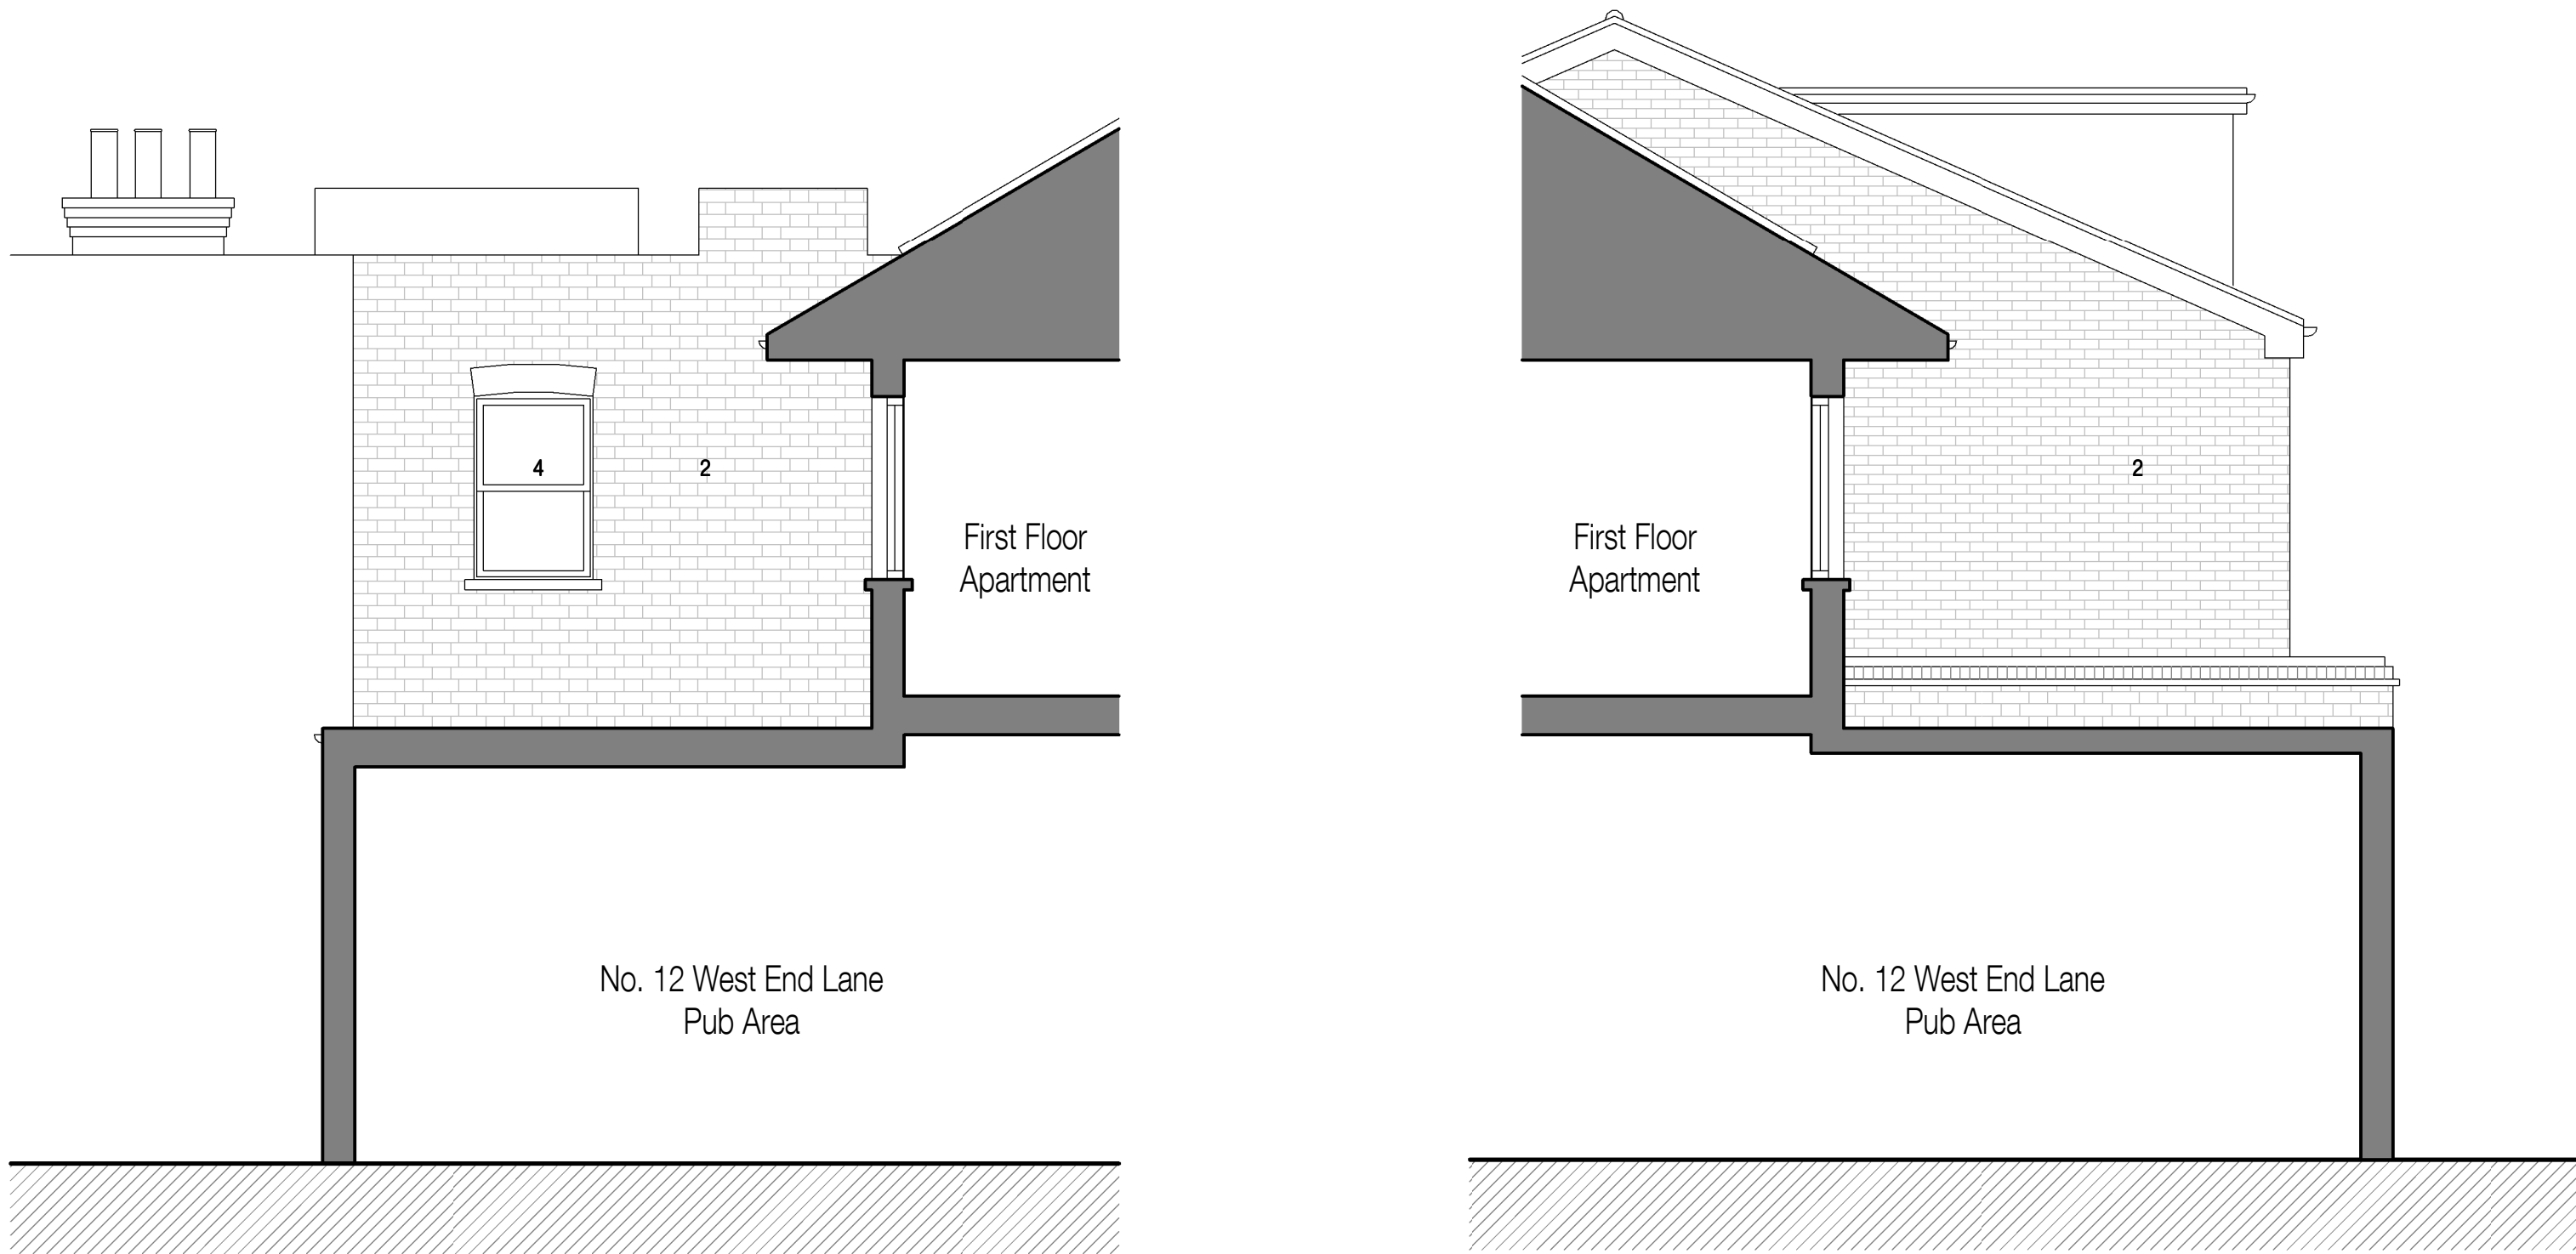 4
2
First Floor
Apartment
No. 12 West End Lane
Pub Area
2
First Floor
Apartment
No. 12 West End Lane
Pub Area